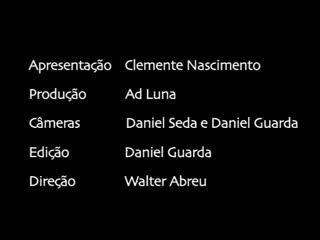 Apresentação Clemente Nascimento
Produção Ad Luna
Câmeras Daniel Seda e Daniel Guarda
Edição Daniel Guarda
Direção Walter Abreu